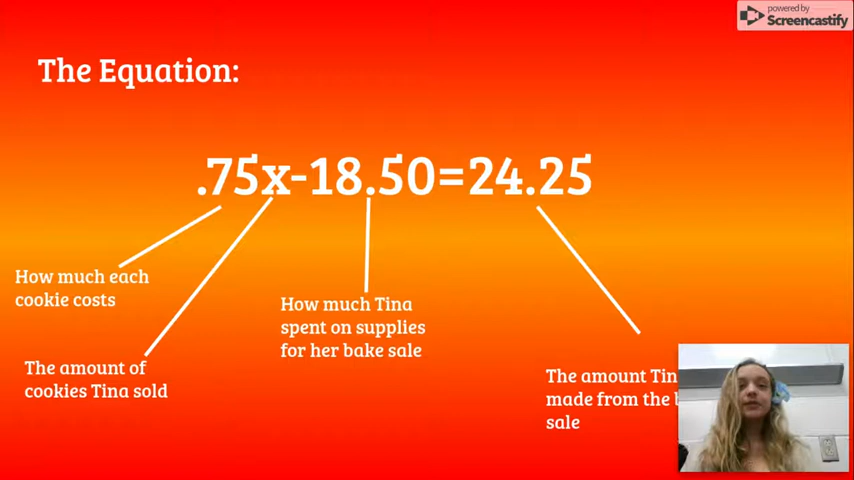 powered by
Screencastify
The Equation:
.75x-18.50=24.25
How much each
cookie costs
How much Tina
spent on supplies
for her bake sale
The amount of
cookies Tina sold
The amount
made from the
sale